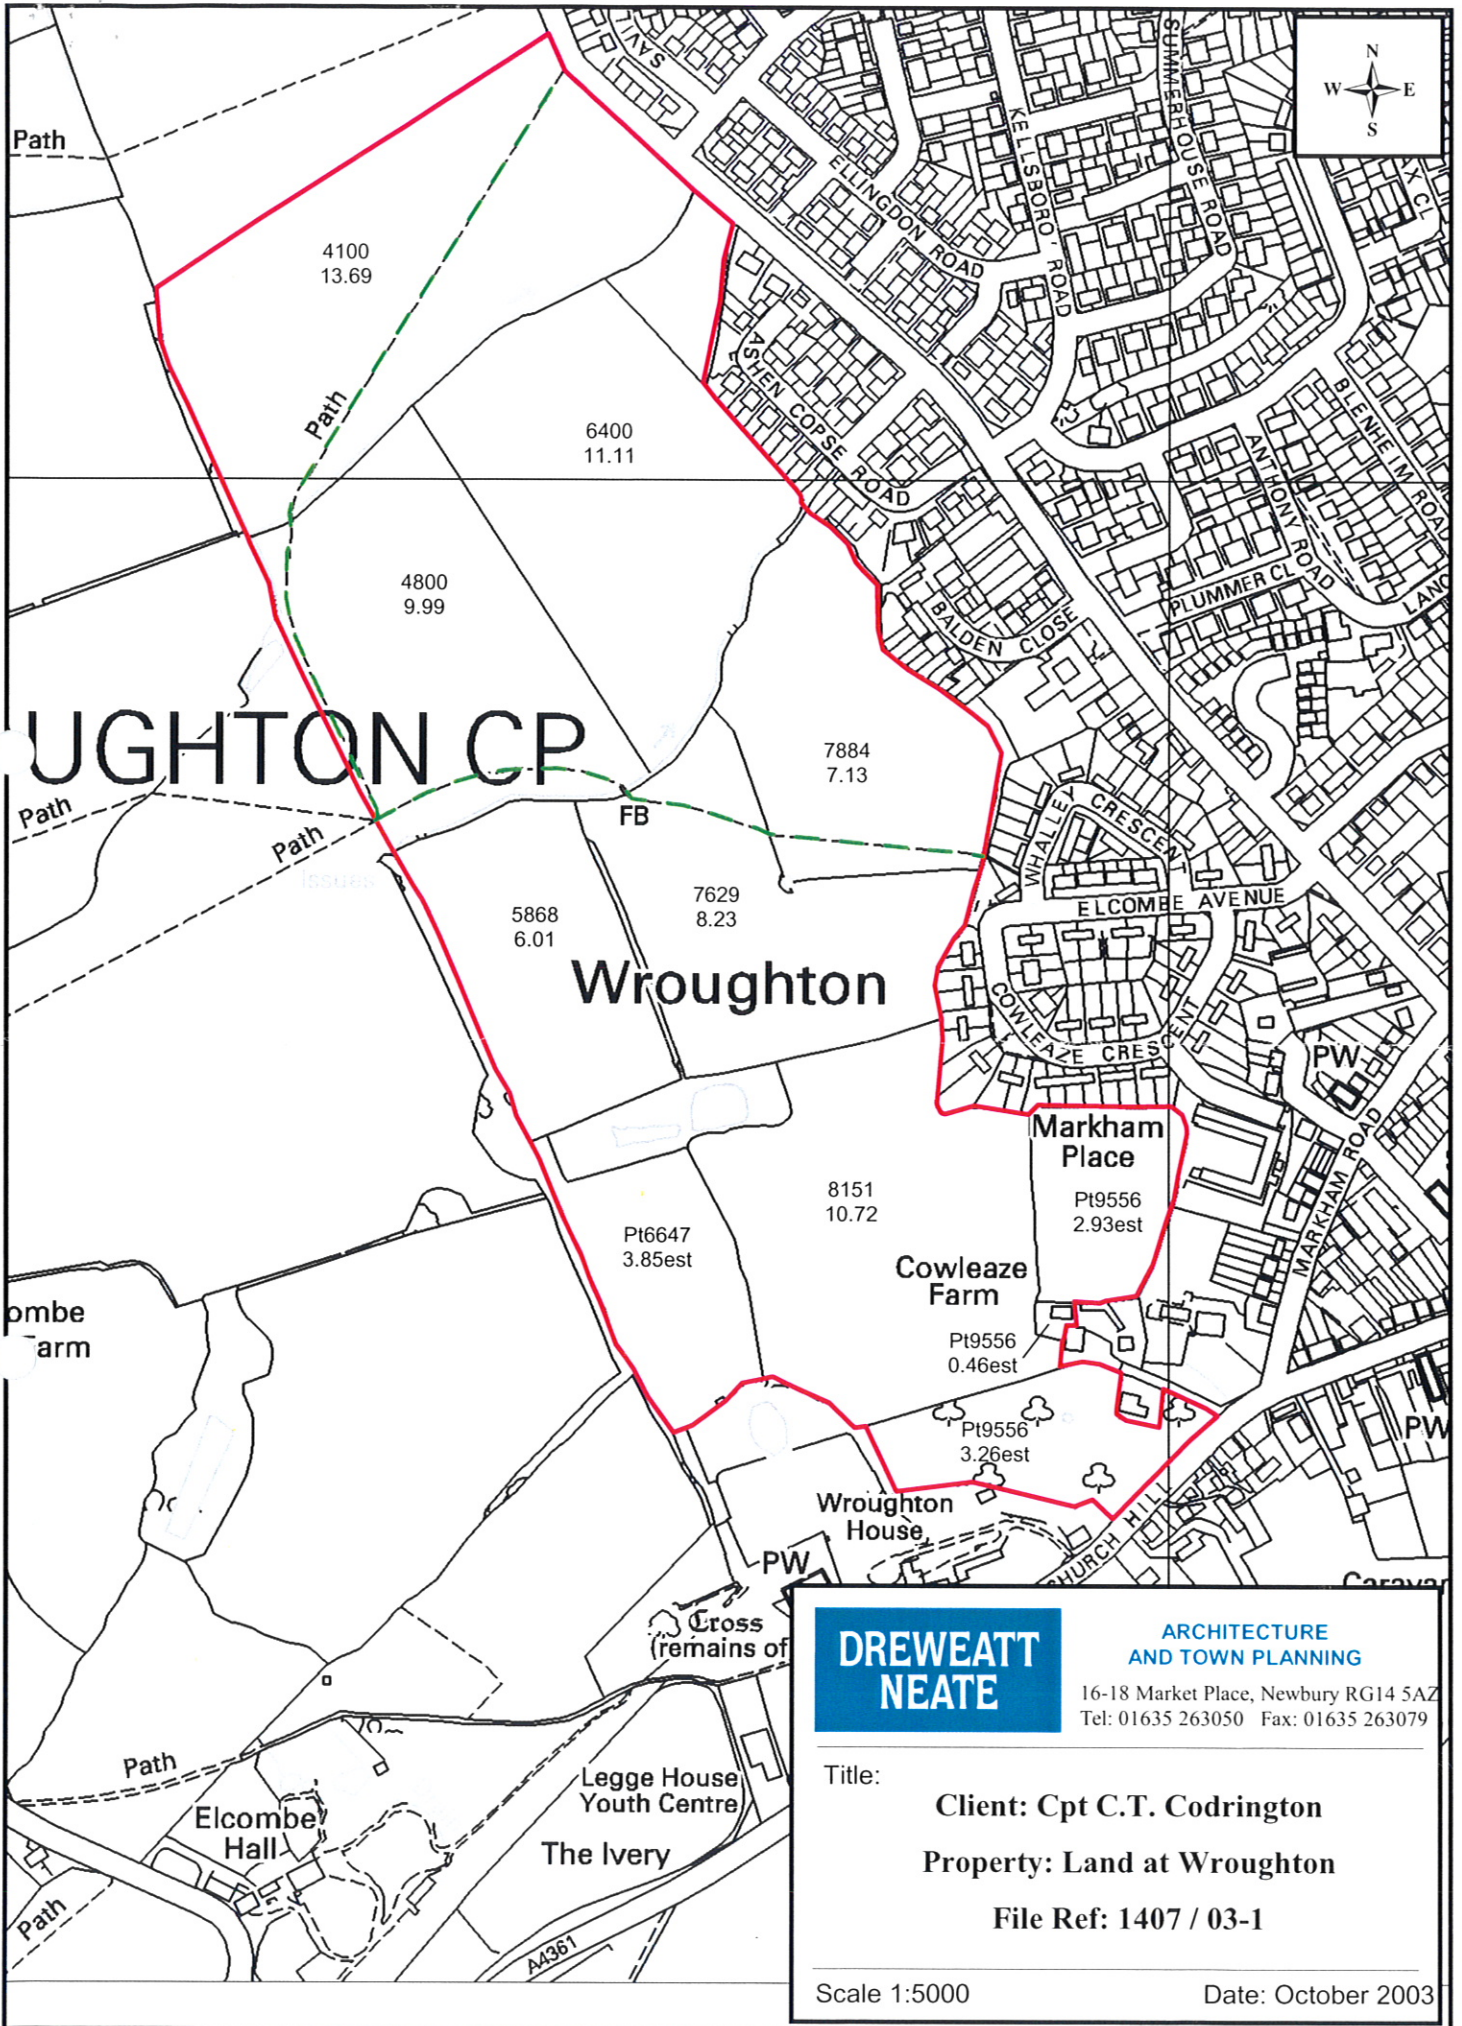 N
W E
S
SUMMERHOUSE ROAD
KELLSBORO' ROAD
Path
ELLINGDON ROAD
4100
13.69
ASHEN COPSE ROAD
Path
6400
11.11
BLENHEIM ROAD
ANTHONY ROAD
4800
9.99
PLUMMER CL
BALDEN CLOSE
UGHTON CP
7884
7.13
Path
FB
Path
WHALLEY CRESCENT
Issues
ELCOMBE AVENUE
7629
8.23
5868
6.01
Wroughton
COWLEAZE CRESCENT
PW
Markham
Place
MARKHAM ROAD
8151
10.72
Pt9556
2.93est
Pt6647
3.85est
Cowleaze
Farm
ombe
arm
Pt9556
0.46est
PW
Pt9556
3.26est
Wroughton
House
CHURCH HILL
PW
Cross
(remains of
Path
Legge House
Youth Centre
Elcombe
Hall
The Ivery
Path
A4361
DREWEATT
NEATE
ARCHITECTURE
AND TOWN PLANNING
16-18 Market Place, Newbury RG14 5AZ
Tel: 01635 263050 Fax: 01635 263079
Title:
Client: Cpt C.T. Codrington
Property: Land at Wroughton
File Ref: 1407 / 03-1
Scale 1:5000 Date: October 2003